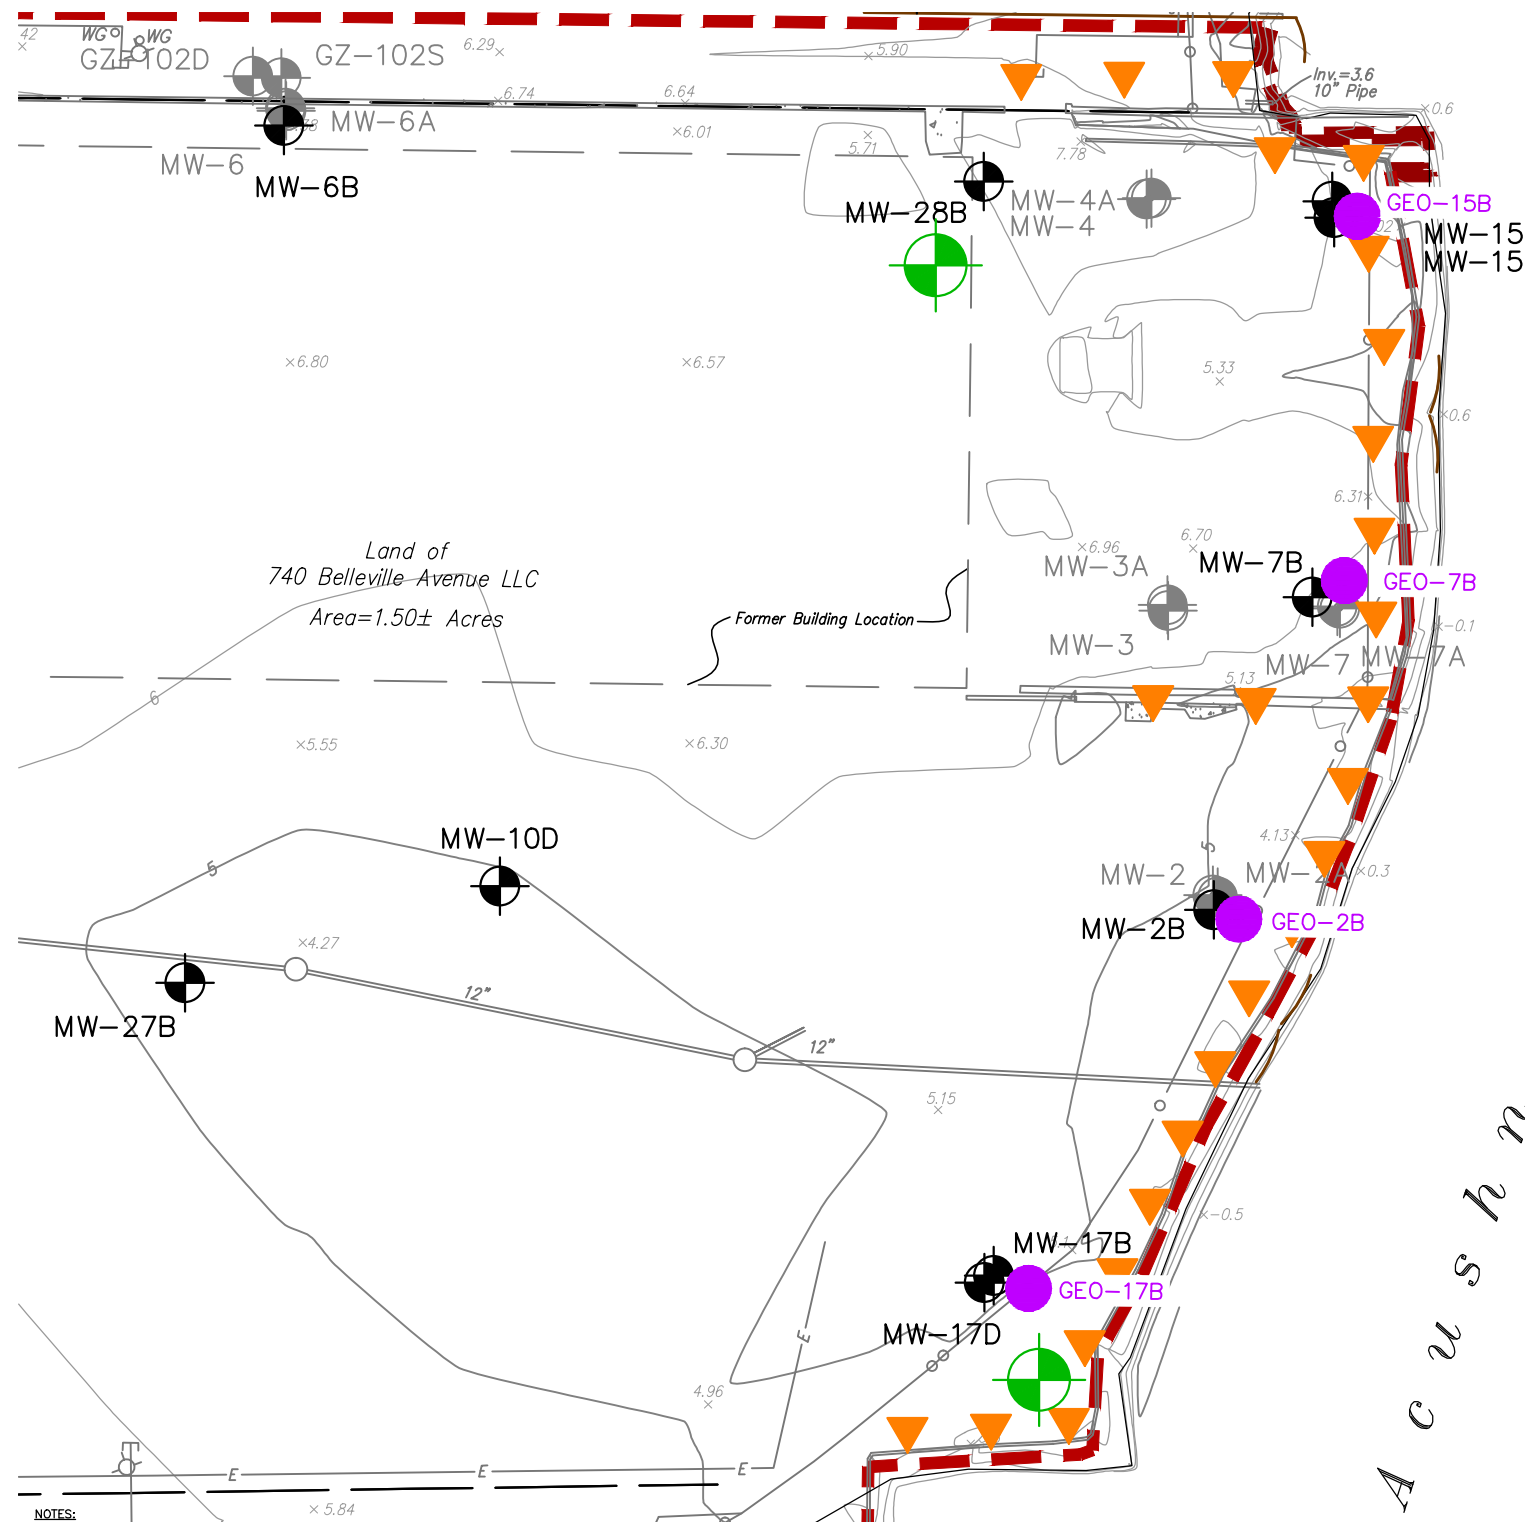 42
WG
WG
GZ-102D
GZ-102S
6.29
×5.90
Inv.=3.6
10" Pipe
×6.74
6.64
×0.6
MW-6A
×6.01
5.71
7.78
MW-6
MW-6B
MW-28B
MW-4A
MW-4
GEO-15B
MW-15
MW-15
×6.80
×6.57
5.33
×0.6
6.31×
6.70
×6.96
Land of
740 Belleville Avenue LLC
Area=1.50± Acres
MW-3A
MW-7B
GEO-7B
Former Building Location
×-0.1
MW-3
MW-7
MW-7A
5.13
6
×5.55
×6.30
MW-10D
4.13×
5
5
MW-2
MW-2A
×0.3
MW-2B
GEO-2B
×4.27
12"
MW-27B
12"
5.15
×-0.5
MW-17B
GEO-17B
MW-17D
E
4.96
E
E
E
× 5.84
NOTES:
A c u s h n